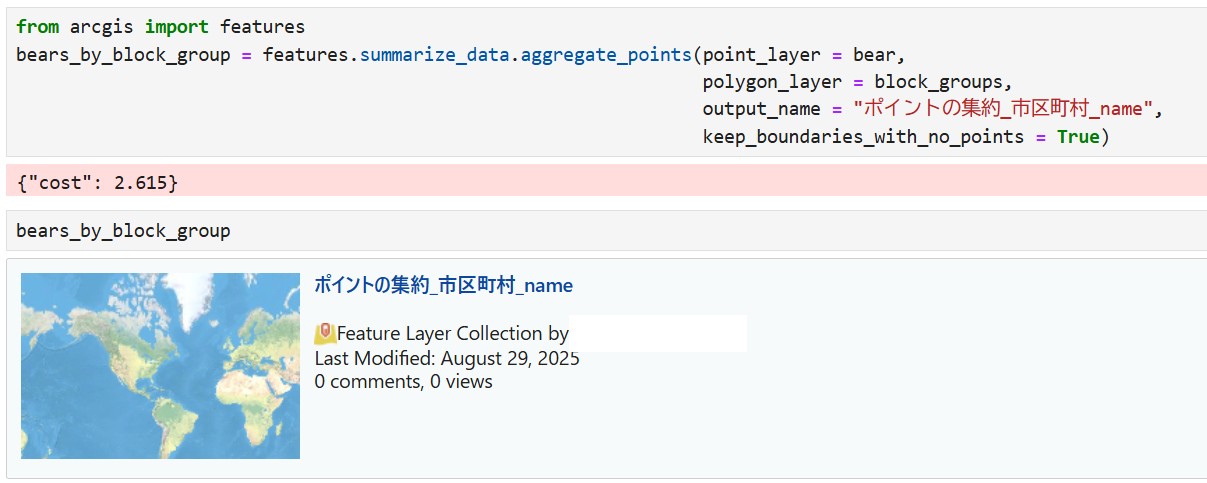 from arcgis import features
bears_by_block_group = features.summarize_data.aggregate_points(point_layer = bear,
polygon_layer = block_groups,
output_name = "ポイントの集約_市区町村_name",
keep_boundaries_with_no_points = True)
{"cost": 2.615}
bears_by_block_group
ポイントの集約_市区町村_name
Feature Layer Collection by
Last Modified: August 29, 2025
0 comments, 0 views